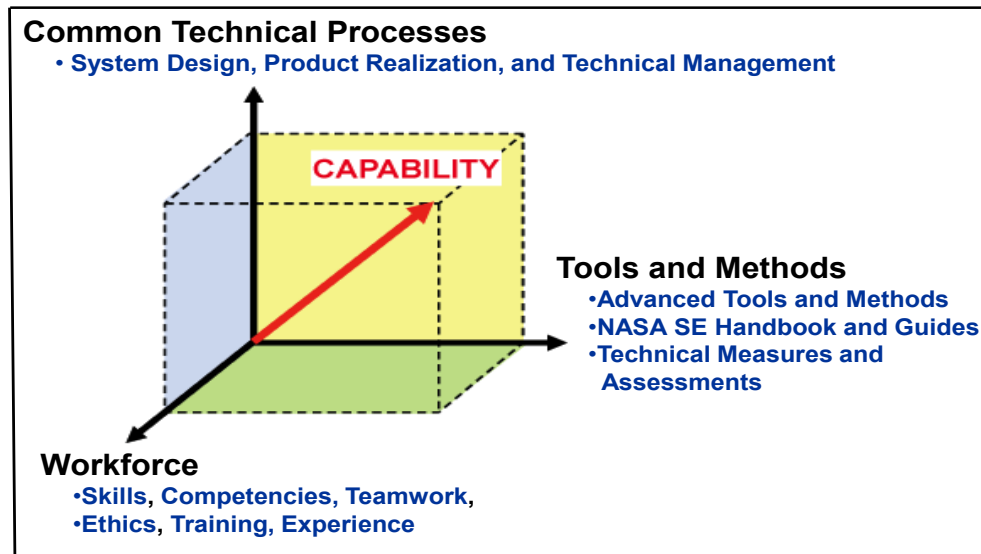 Common Technical Processes
• System Design, Product Realization, and Technical Management
CAPABILITY
Tools and Methods
•Advanced Tools and Methods
•NASA SE Handbook and Guides
•Technical Measures and
Assessments
Workforce
•Skills, Competencies, Teamwork,
•Ethics, Training, Experience